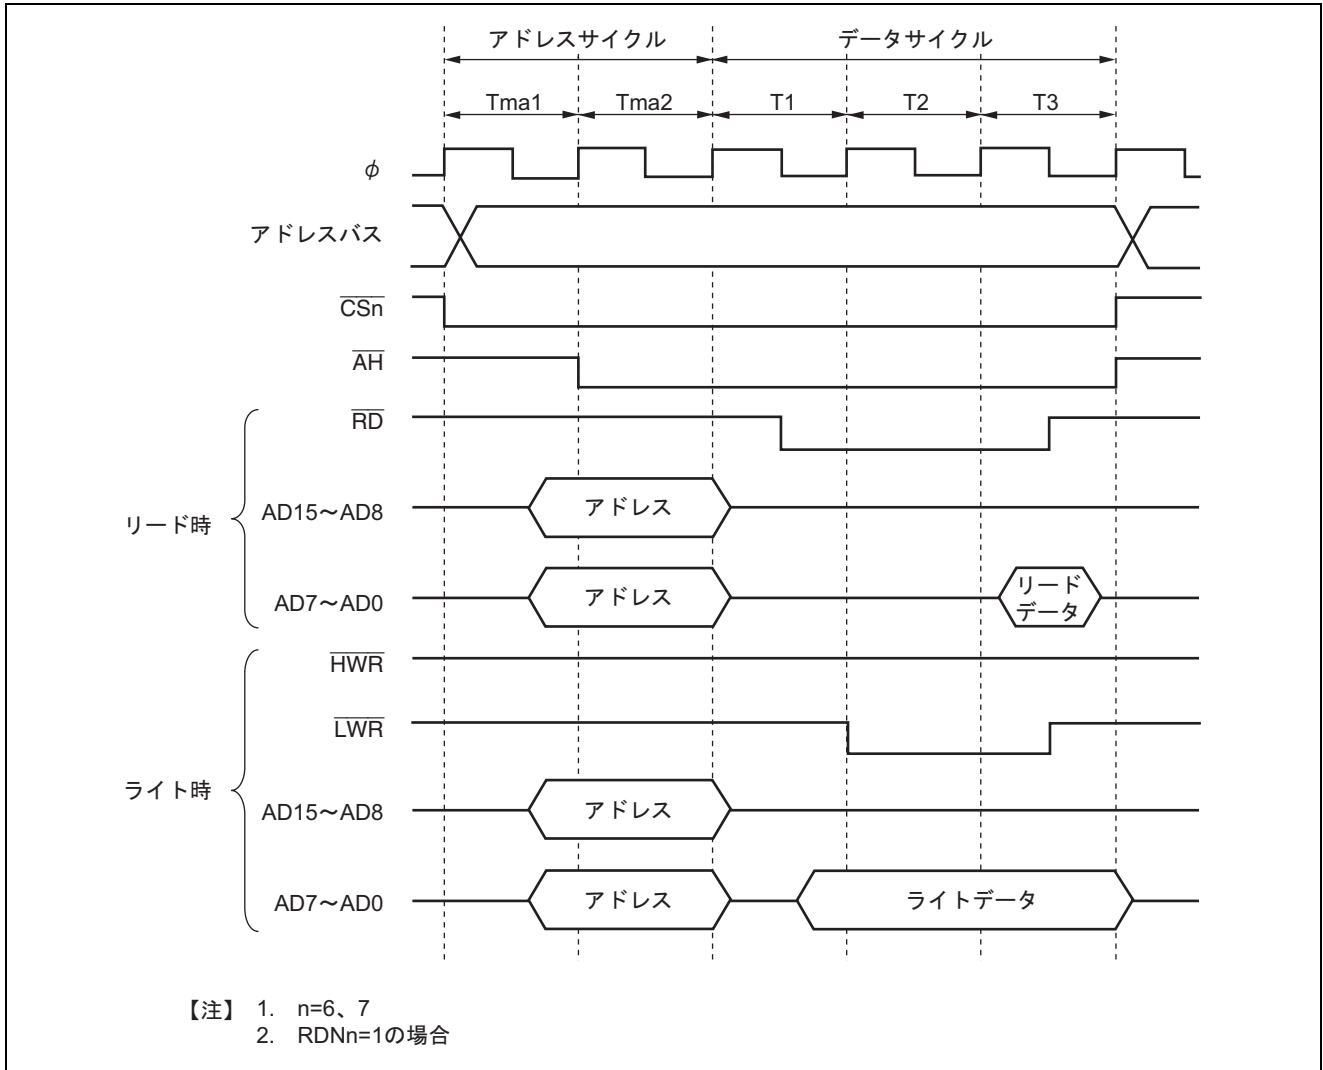 アドレスサイクル データサイクル
Tma1 Tma2 T1 T2 T3
φ
アドレスバス
CSn
AH
RD
リード時
AD15～AD8 アドレス
AD7～AD0 アドレス リード
データ
HWR
LWR
ライト時
AD15～AD8 アドレス
AD7～AD0 アドレス ライトデータ
【注】 1. n=6、7
2. RDNn=1の場合